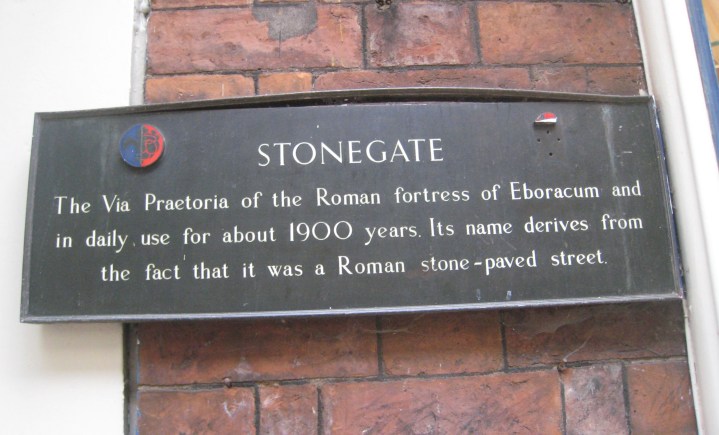 STONEGATE
The Via Praetoria of the Roman fortress of Eboracum and
in daily use for about 1900 years. Its name derives from
the fact that it was a Roman stone-paved street.